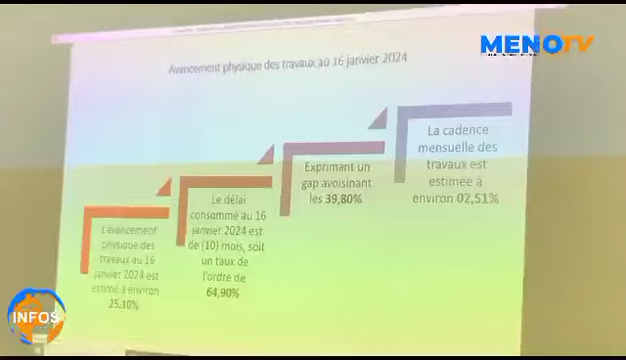 MENOTV
Avancement physique des travaux au 16 janvier 2024
L'avancement
physique des
travaux au 16
janvier 2024 est
estimé à environ
25,10%
Le délai
consommé au 16
janvier 2024 est
de (10) mois, soit
un taux de
l'ordre de
64,90%
Exprimant un
gap avoisinant
les 39,80%
La cadence
mensuelle des
travaux est
estimée à
environ 02,51%
INFOS